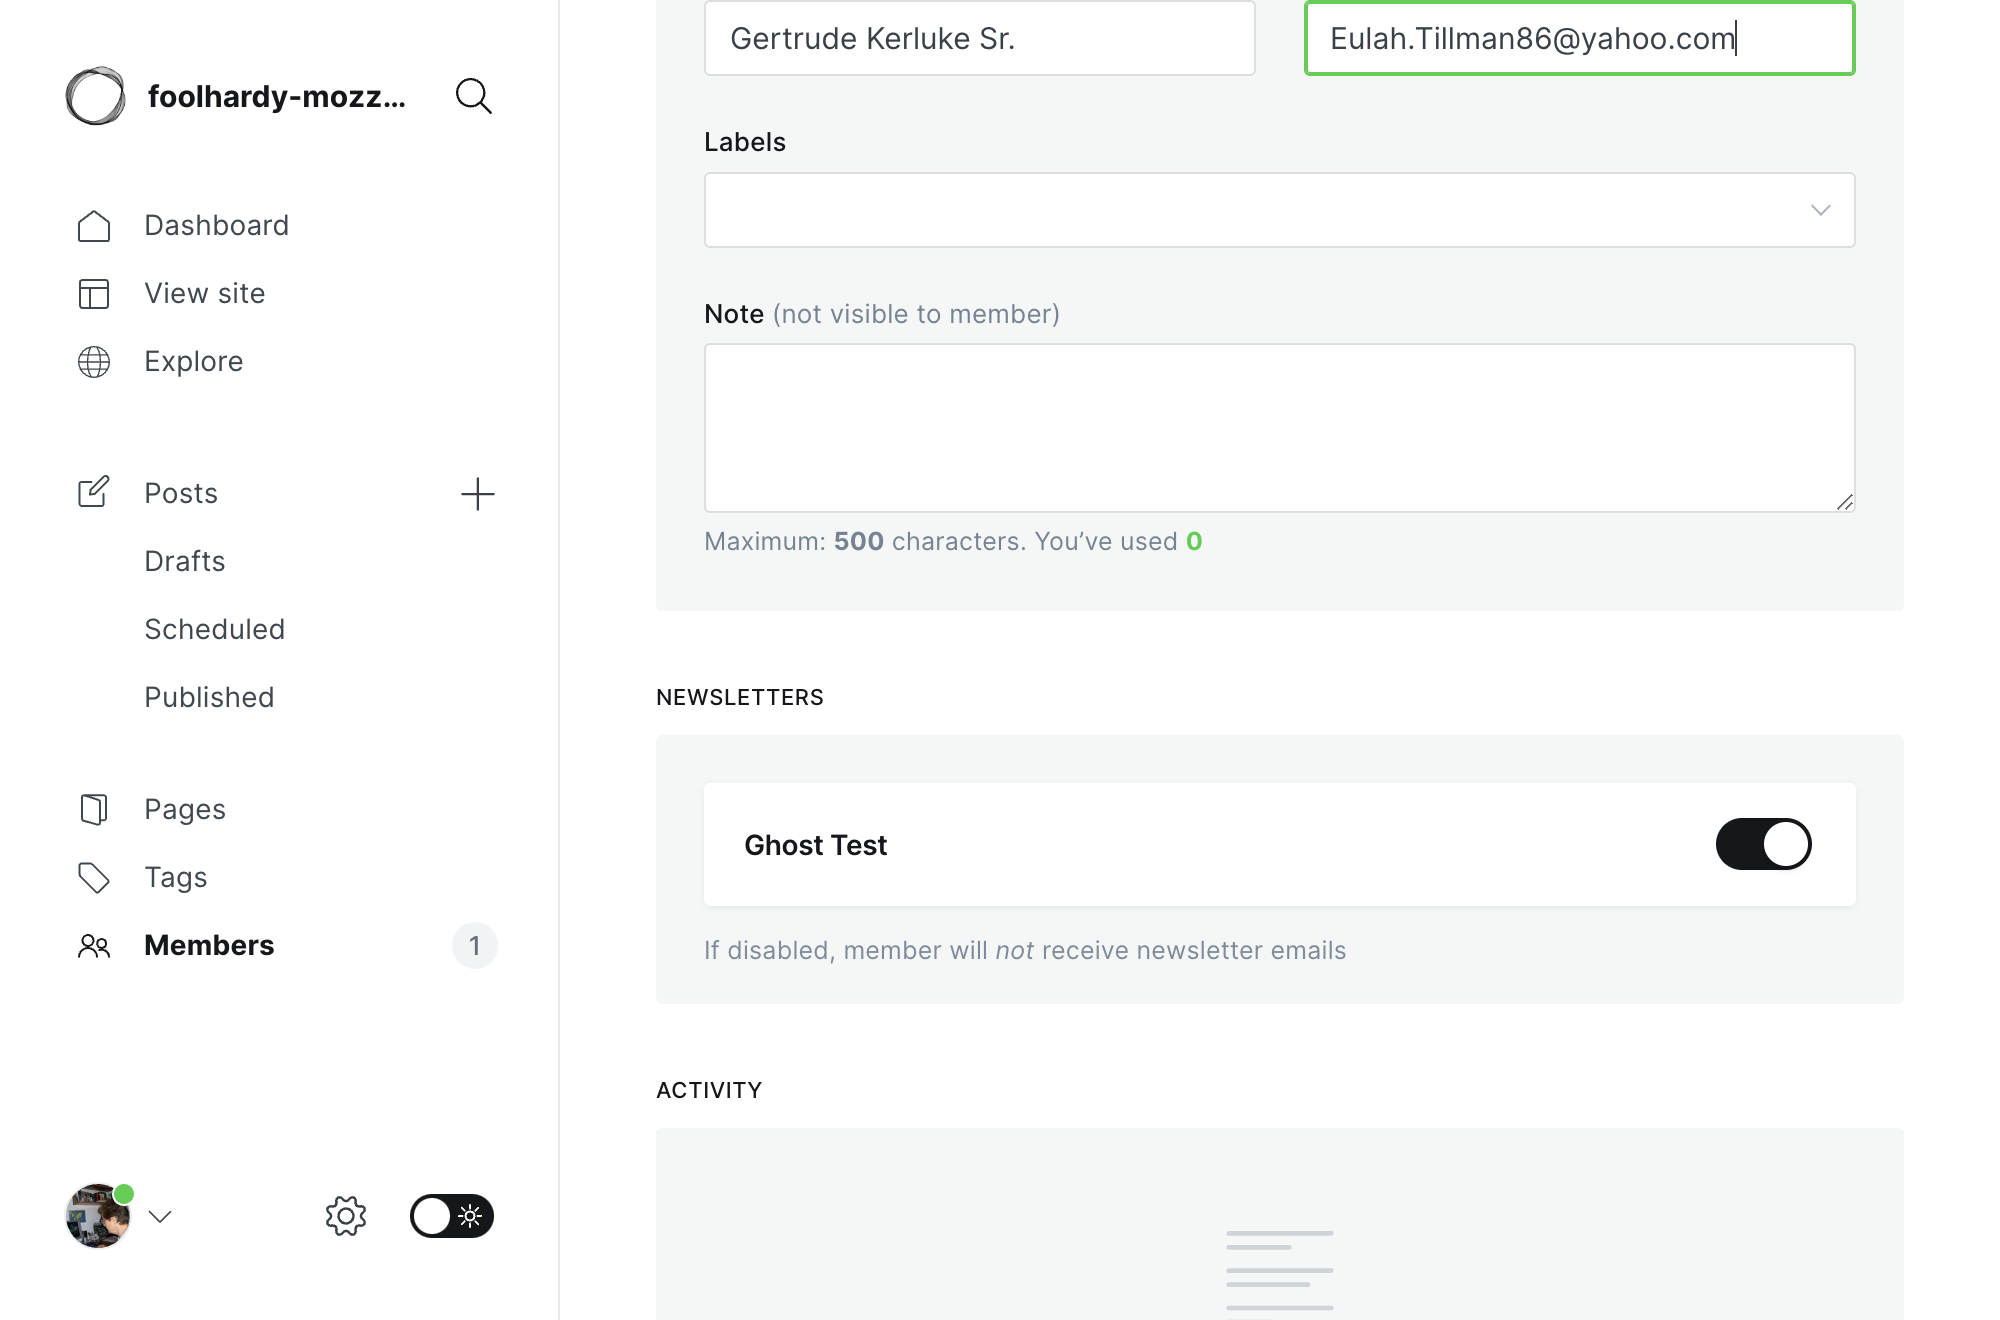 foolhardy-mozz...
Dashboard
View site
Explore
Posts
Drafts
Scheduled
Published
Pages
Tags
Members
1
Gertrude Kerluke Sr.
Eulah.Tillman86@yahoo.com
Labels
Note (not visible to member)
Maximum: 500 characters. You’ve used 0
NEWSLETTERS
Ghost Test
If disabled, member will not receive newsletter emails
ACTIVITY